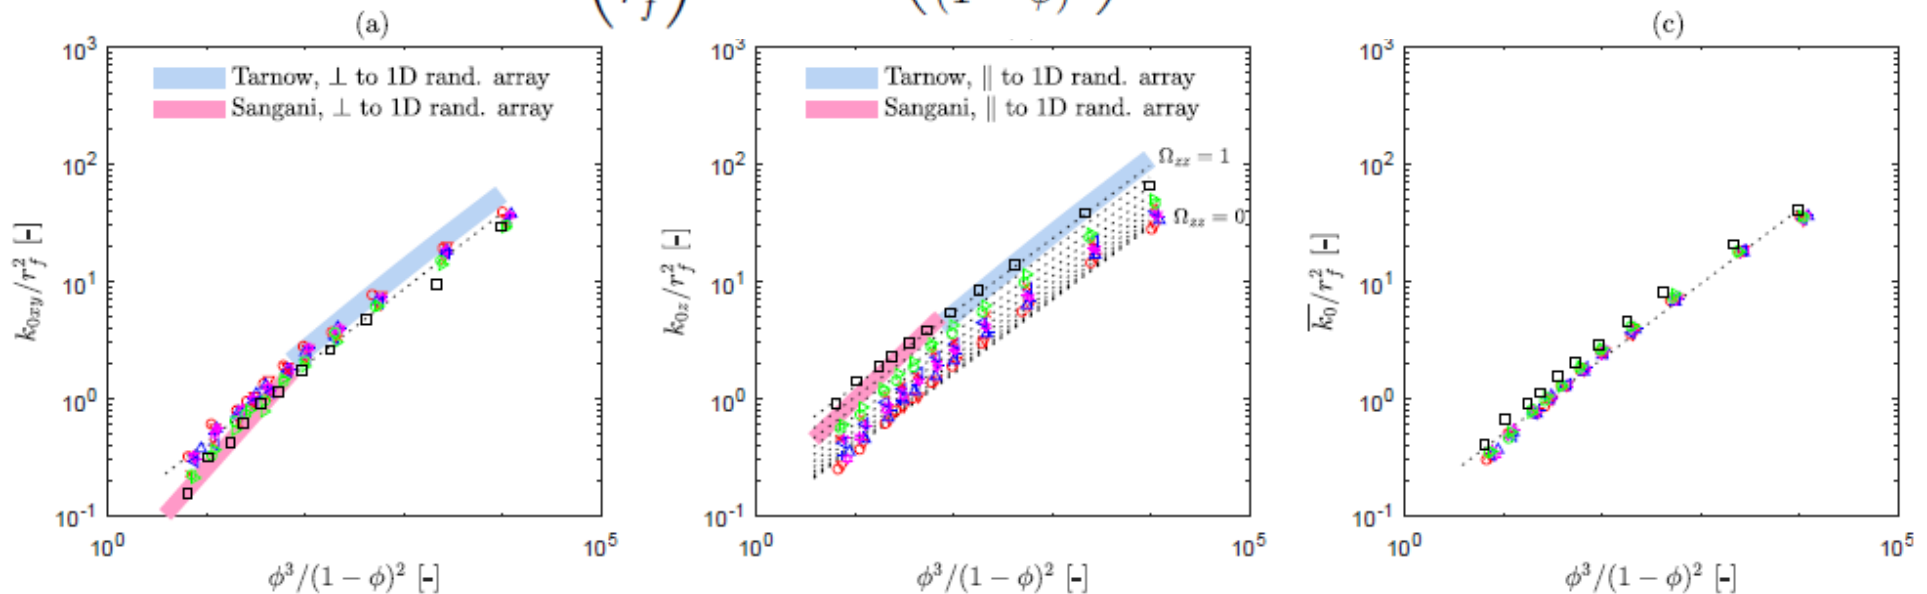 (a)
10^3
10^2
10^1
10^0
10^-1
10^0
10^5
k_{0xy}/r_f^2 [-]
ϕ^3/(1 − ϕ)^2 [-]
Tarnow, ⊥ to 1D rand. array
Sangani, ⊥ to 1D rand. array
10^3
10^2
10^1
10^0
10^-1
10^0
10^5
k_{0z}/r_f^2 [-]
ϕ^3/(1 − ϕ)^2 [-]
Tarnow, ∥ to 1D rand. array
Sangani, ∥ to 1D rand. array
Ω_{zz} = 1
Ω_{zz} = 0
(c)
10^3
10^2
10^1
10^0
10^-1
10^0
10^5
\overline{k_0}/r_f^2 [-]
ϕ^3/(1 − ϕ)^2 [-]